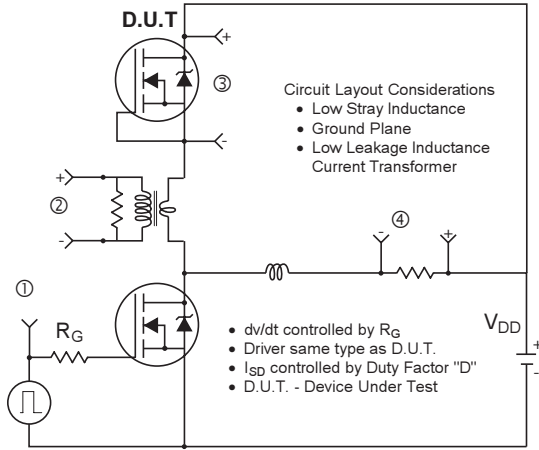 D.U.T
+
③
-
Circuit Layout Considerations
• Low Stray Inductance
• Ground Plane
• Low Leakage Inductance
Current Transformer
+
②
-
④
- +
①
R_G
• dv/dt controlled by R_G
• Driver same type as D.U.T.
• I_SD controlled by Duty Factor "D"
• D.U.T. - Device Under Test
V_DD
+
-